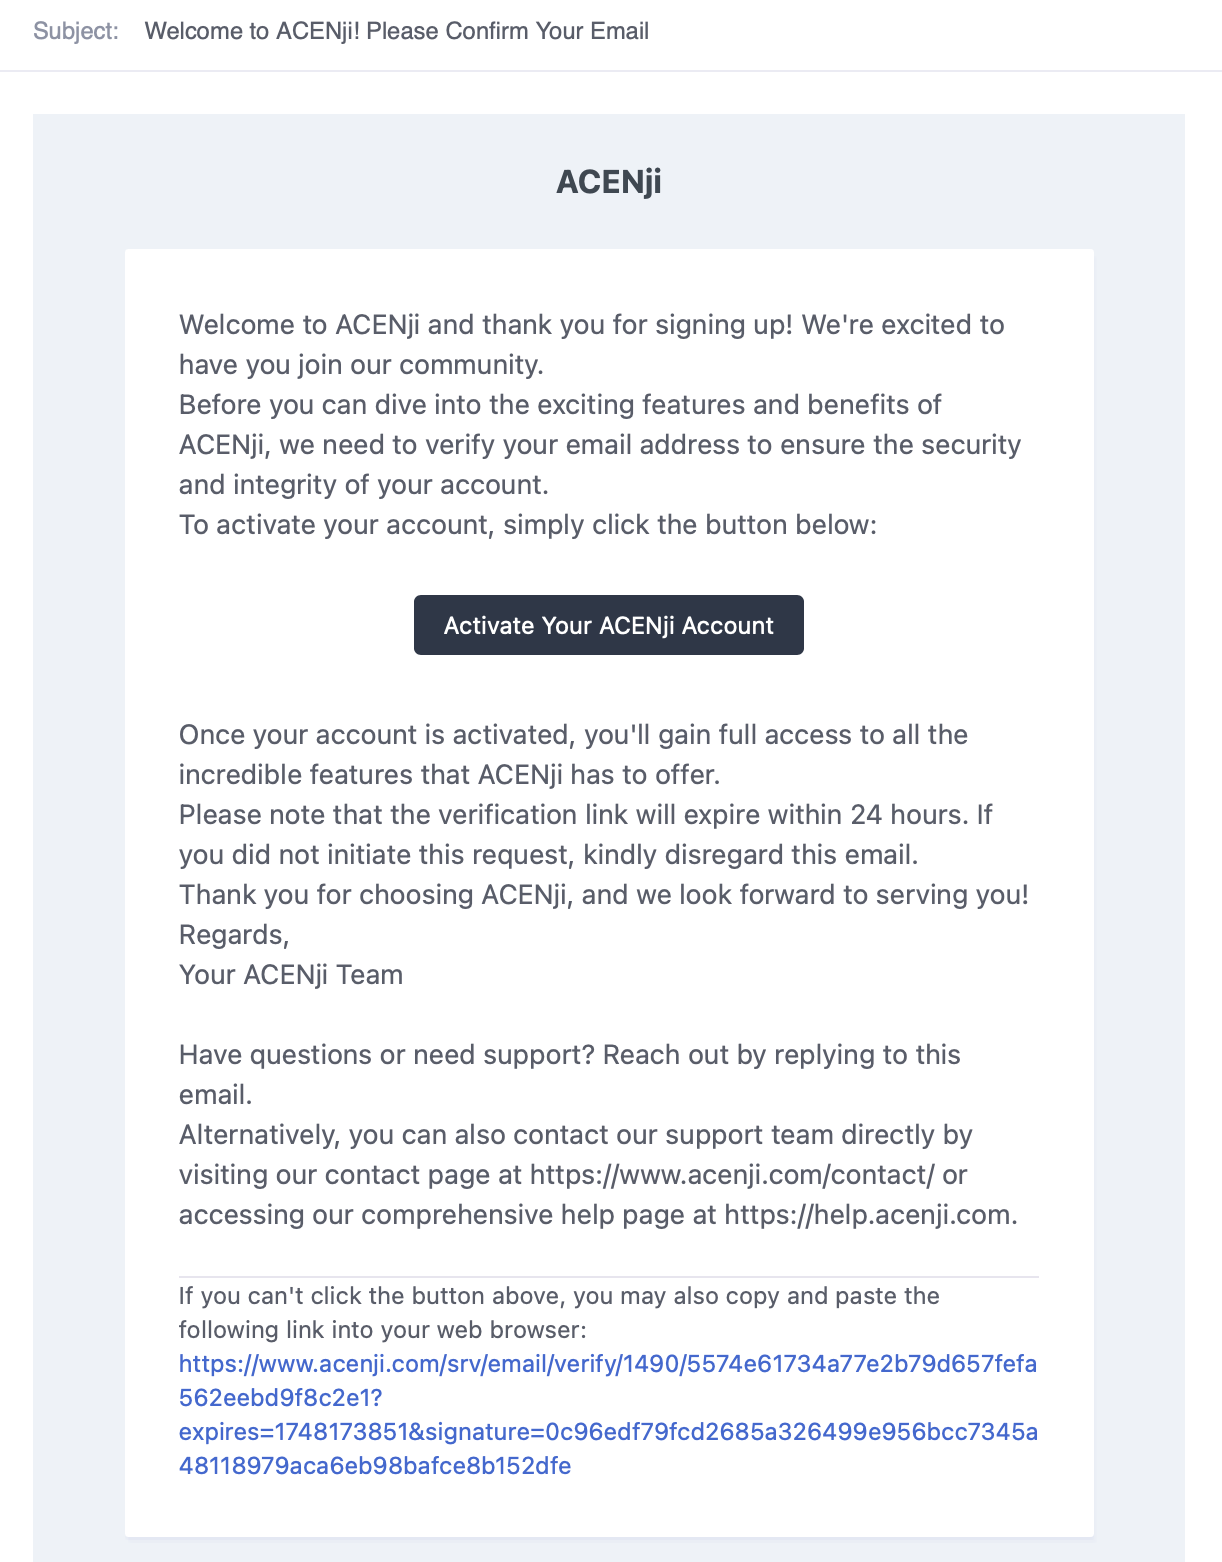 Subject: Welcome to ACENji! Please Confirm Your Email
ACENji
Welcome to ACENji and thank you for signing up! We're excited to
have you join our community.
Before you can dive into the exciting features and benefits of
ACENji, we need to verify your email address to ensure the security
and integrity of your account.
To activate your account, simply click the button below:
Activate Your ACENji Account
Once your account is activated, you'll gain full access to all the
incredible features that ACENji has to offer.
Please note that the verification link will expire within 24 hours. If
you did not initiate this request, kindly disregard this email.
Thank you for choosing ACENji, and we look forward to serving you!
Regards,
Your ACENji Team
Have questions or need support? Reach out by replying to this
email.
Alternatively, you can also contact our support team directly by
visiting our contact page at https://www.acenji.com/contact/ or
accessing our comprehensive help page at https://help.acenji.com.
If you can't click the button above, you may also copy and paste the
following link into your web browser:
https://www.acenji.com/srv/email/verify/1490/5574e61734a77e2b79d657fefa
562eebd9f8c2e1?
expires=1748173851&signature=0c96edf79fcd2685a326499e956bcc7345a
48118979aca6eb98bafce8b152dfe